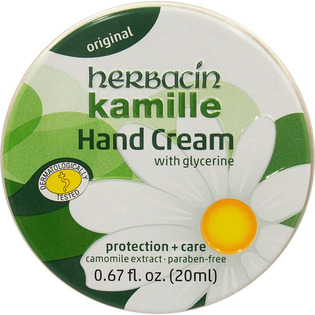 original
herbacin
kamille
Hand Cream
with glycerine
DERMATOLOGICALLY
TESTED
protection + care
camomile extract · paraben-free
0.67 fl. oz. (20ml)